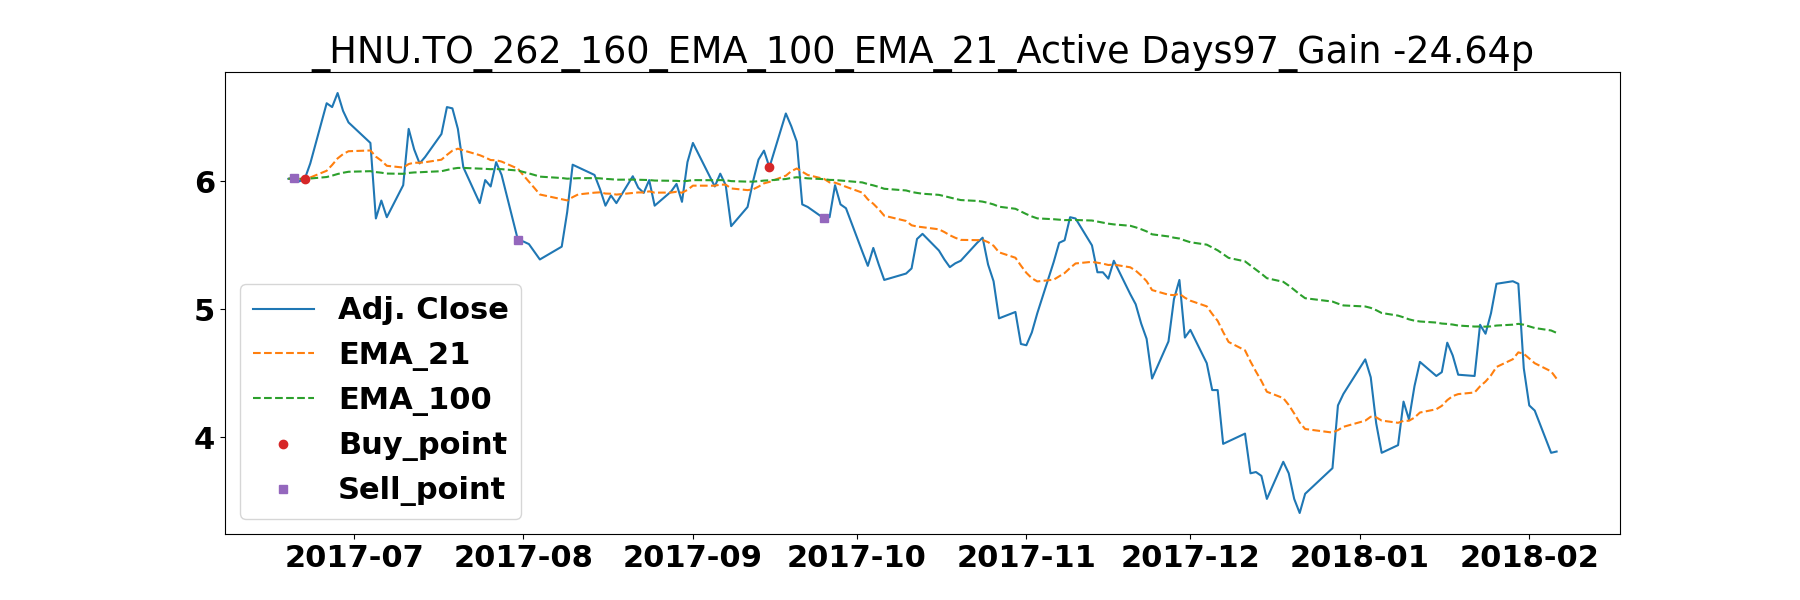 _HNU.TO_262_160_EMA_100_EMA_21_Active Days97_Gain -24.64p
6
5
4
Adj. Close
EMA_21
EMA_100
Buy_point
Sell_point
2017-07 2017-08 2017-09 2017-10 2017-11 2017-12 2018-01 2018-02